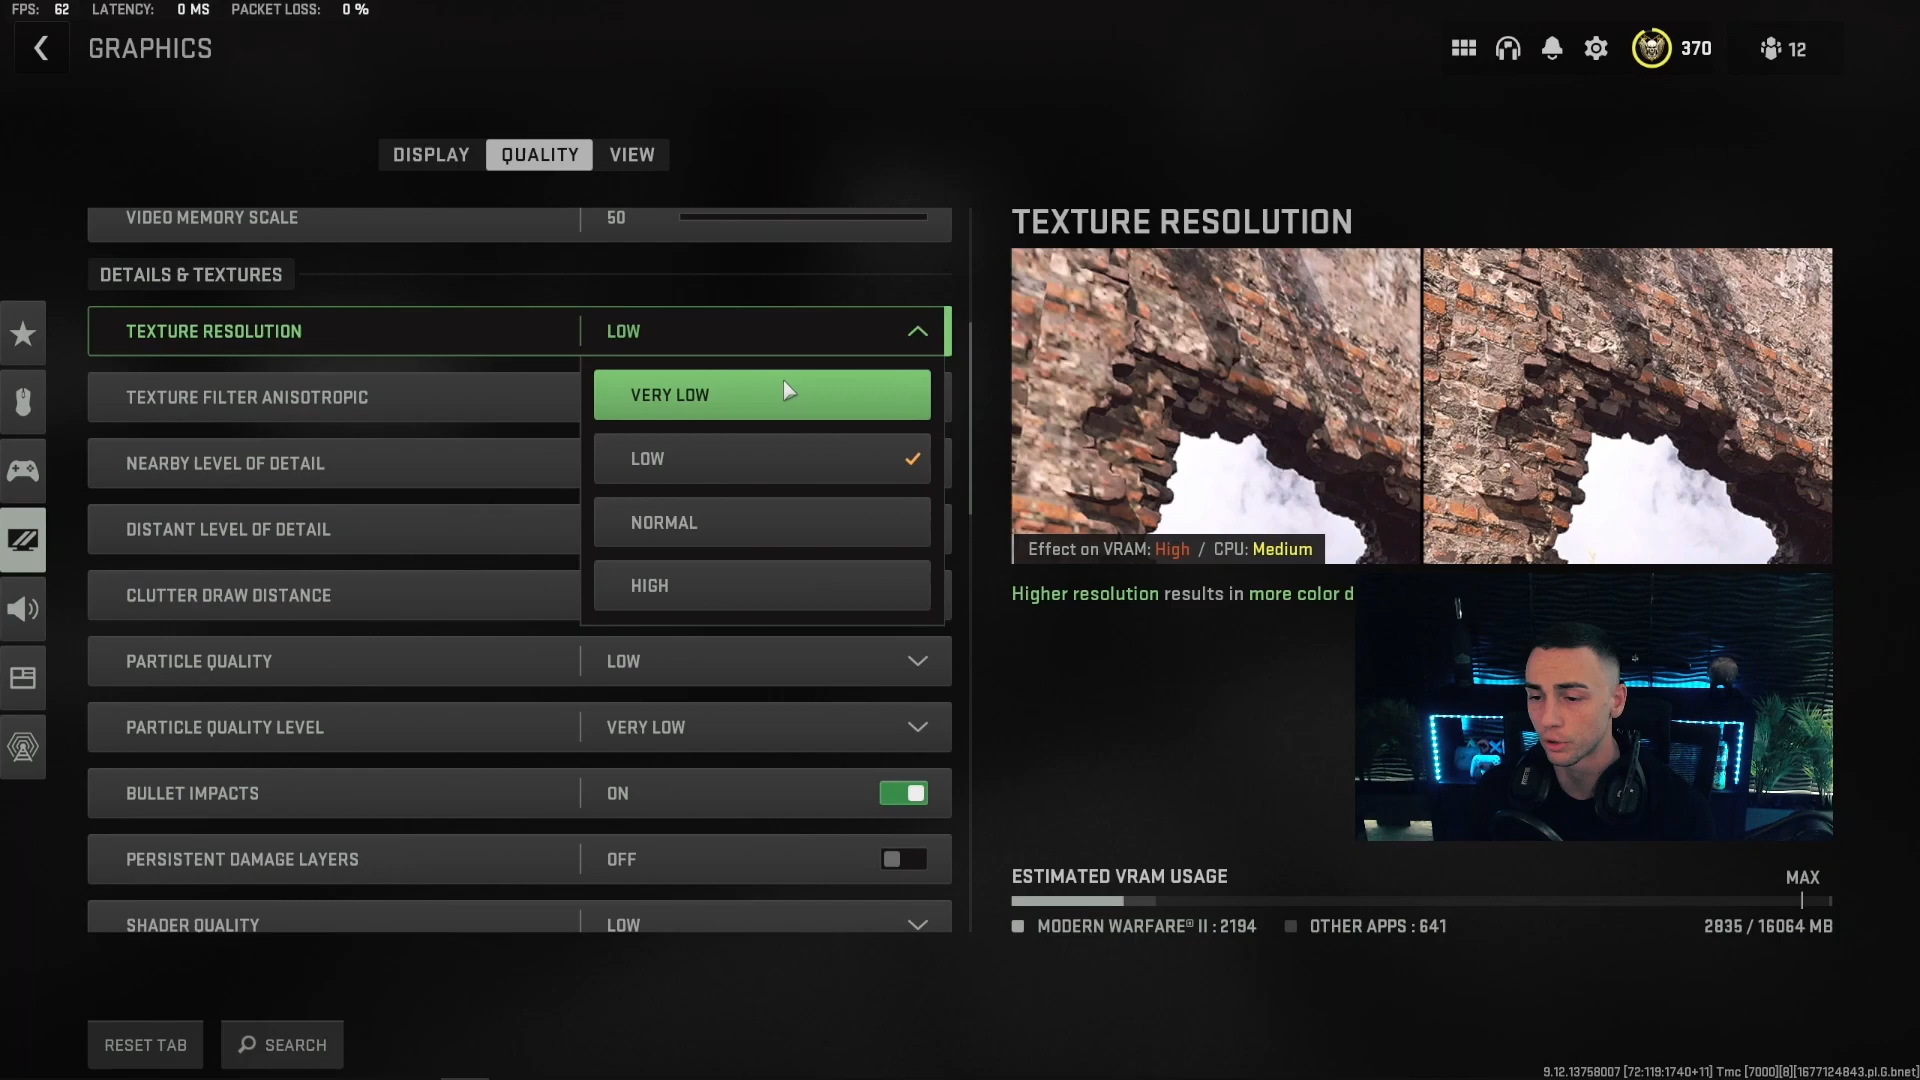 FPS: 62 LATENCY: 0 MS PACKET LOSS: 0 %
GRAPHICS
370
12
DISPLAY QUALITY VIEW
VIDEO MEMORY SCALE 50
DETAILS & TEXTURES
TEXTURE RESOLUTION LOW
TEXTURE FILTER ANISOTROPIC
VERY LOW
LOW
NEARBY LEVEL OF DETAIL
NORMAL
DISTANT LEVEL OF DETAIL
HIGH
CLUTTER DRAW DISTANCE
PARTICLE QUALITY LOW
PARTICLE QUALITY LEVEL VERY LOW
BULLET IMPACTS ON
PERSISTENT DAMAGE LAYERS OFF
SHADER QUALITY LOW
TEXTURE RESOLUTION
Effect on VRAM: High / CPU: Medium
Higher resolution results in more color d
ESTIMATED VRAM USAGE MAX
MODERN WARFARE® II : 2194 OTHER APPS : 641 2835 / 16064 MB
RESET TAB SEARCH
9.12.13758007 [72:119:1740+11] Tmc [7000][8][1677124843.pl.G.bnet]